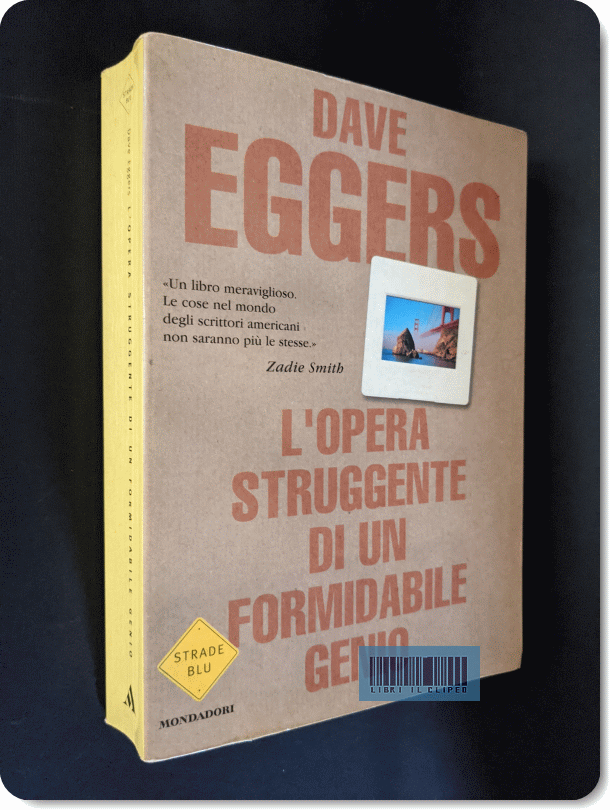 DAVE
EGGERS
«Un libro meraviglioso.
Le cose nel mondo
degli scrittori americani
non saranno più le stesse.»
Zadie Smith
L'OPERA
STRUGGENTE
DI UN
FORMIDABILE
GENIO
STRADE
BLU
MONDADORI
LIBRI IL CLIPEO
Dave Eggers L'OPERA STRUGGENTE DI UN FORMIDABILE GENIO